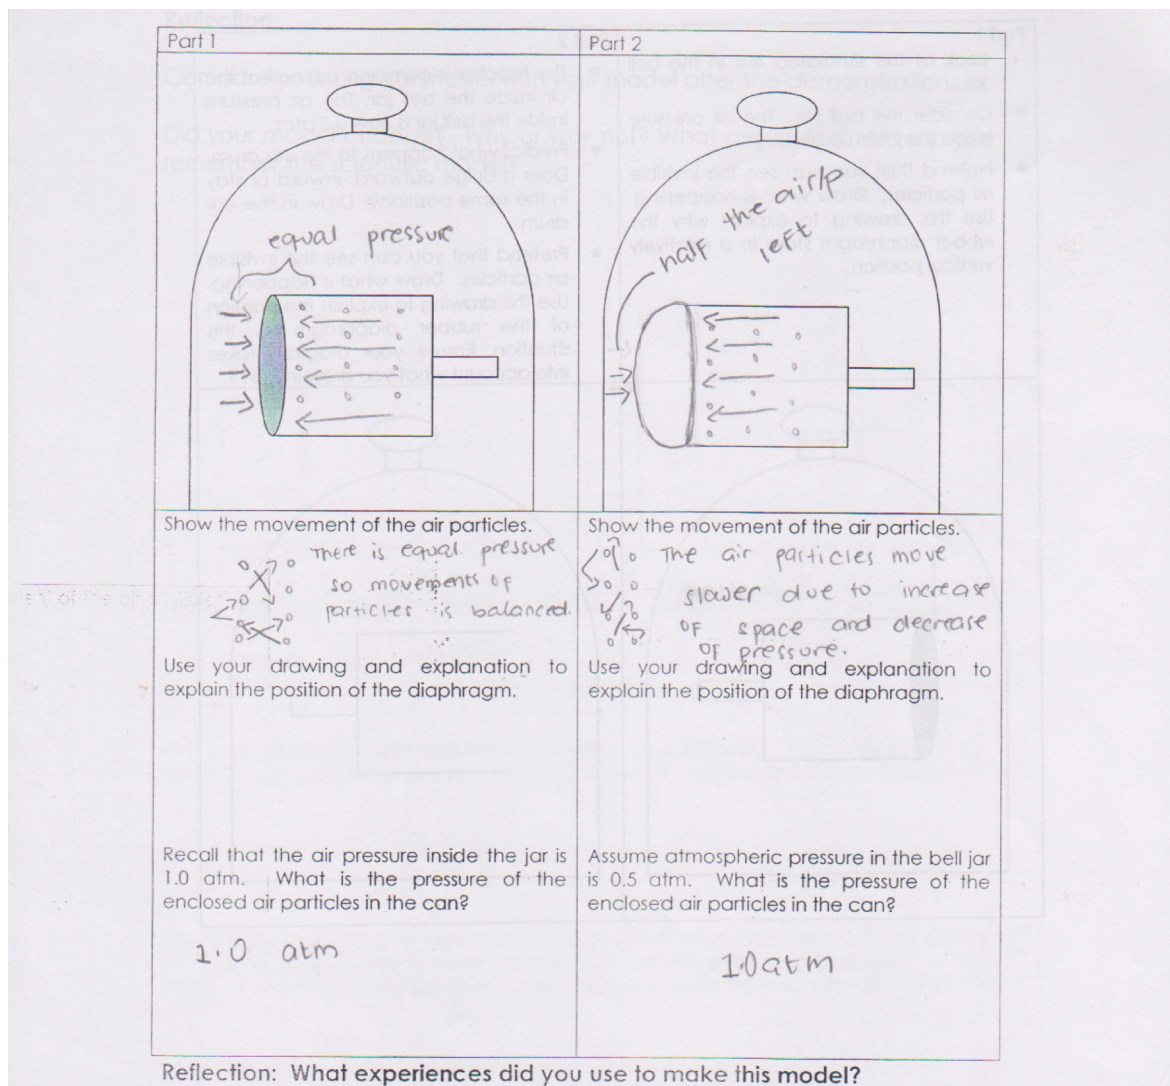 Part 1
equal pressure
Show the movement of the air particles.
There is equal pressure
so movements of
particles is balanced.
Use your drawing and explanation to
explain the position of the diaphragm.
Recall that the air pressure inside the jar is
1.0 atm. What is the pressure of the
enclosed air particles in the can?
1.0 atm
Part 2
half the air/p
left
Show the movement of the air particles.
The air particles move
slower due to increase
of space and decrease
of pressure.
Use your drawing and explanation to
explain the position of the diaphragm.
Assume atmospheric pressure in the bell jar
is 0.5 atm. What is the pressure of the
enclosed air particles in the can?
1.0 atm
Reflection: What experiences did you use to make this model?